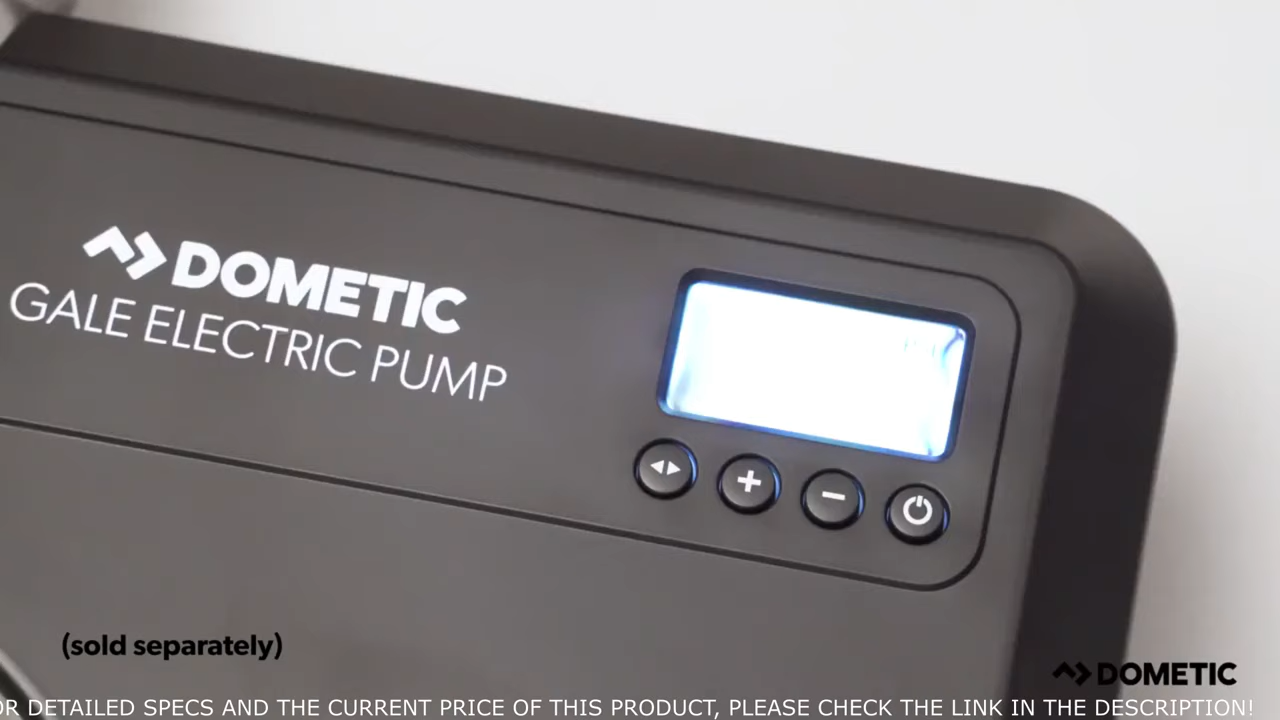 DOMETIC
GALE ELECTRIC PUMP
(sold separately)
DOMETIC
OR DETAILED SPECS AND THE CURRENT PRICE OF THIS PRODUCT, PLEASE CHECK THE LINK IN THE DESCRIPTION!